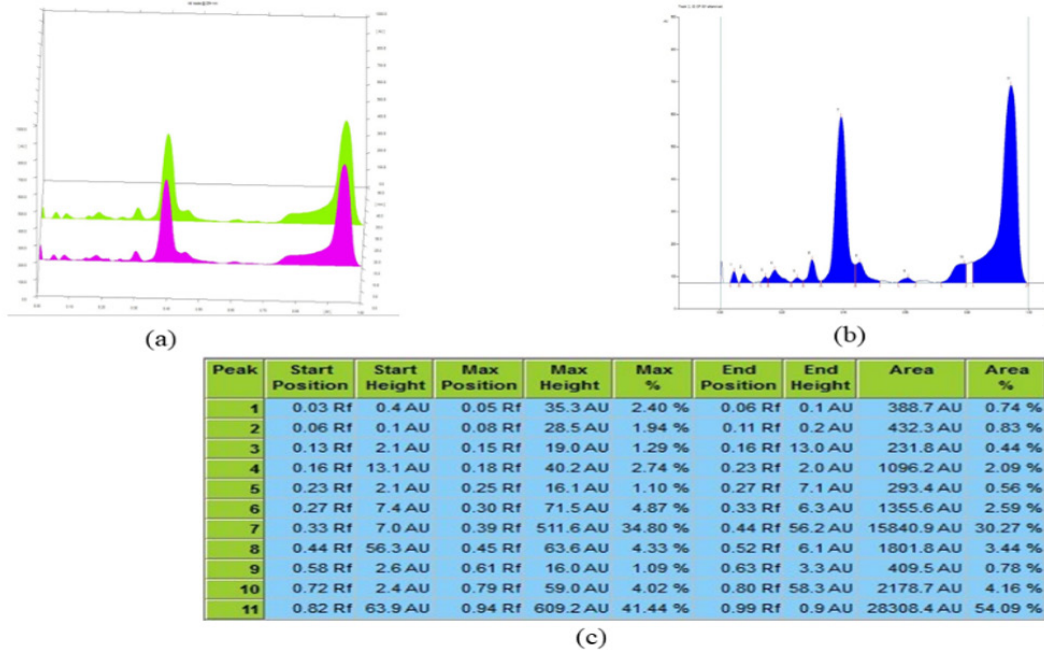 (a)
(b)
Peak Start Position Start Height Max Position Max Height Max % End Position End Height Area Area %
1 0.03 Rf 0.4 AU 0.05 Rf 35.3 AU 2.40 % 0.06 Rf 0.1 AU 388.7 AU 0.74 %
2 0.06 Rf 0.1 AU 0.08 Rf 28.5 AU 1.94 % 0.11 Rf 0.2 AU 432.3 AU 0.83 %
3 0.13 Rf 2.1 AU 0.15 Rf 19.0 AU 1.29 % 0.16 Rf 13.0 AU 231.8 AU 0.44 %
4 0.16 Rf 13.1 AU 0.18 Rf 40.2 AU 2.74 % 0.23 Rf 2.0 AU 1096.2 AU 2.09 %
5 0.23 Rf 2.1 AU 0.25 Rf 16.1 AU 1.10 % 0.27 Rf 7.1 AU 293.4 AU 0.56 %
6 0.27 Rf 7.4 AU 0.30 Rf 71.5 AU 4.87 % 0.33 Rf 6.3 AU 1355.6 AU 2.59 %
7 0.33 Rf 7.0 AU 0.39 Rf 511.6 AU 34.80 % 0.44 Rf 56.2 AU 15840.9 AU 30.27 %
8 0.44 Rf 56.3 AU 0.45 Rf 63.6 AU 4.33 % 0.52 Rf 6.1 AU 1801.8 AU 3.44 %
9 0.58 Rf 2.6 AU 0.61 Rf 16.0 AU 1.09 % 0.63 Rf 3.3 AU 409.5 AU 0.78 %
10 0.72 Rf 2.4 AU 0.79 Rf 59.0 AU 4.02 % 0.80 Rf 58.3 AU 2178.7 AU 4.16 %
11 0.82 Rf 63.9 AU 0.94 Rf 609.2 AU 41.44 % 0.99 Rf 0.9 AU 28308.4 AU 54.09 %
(c)